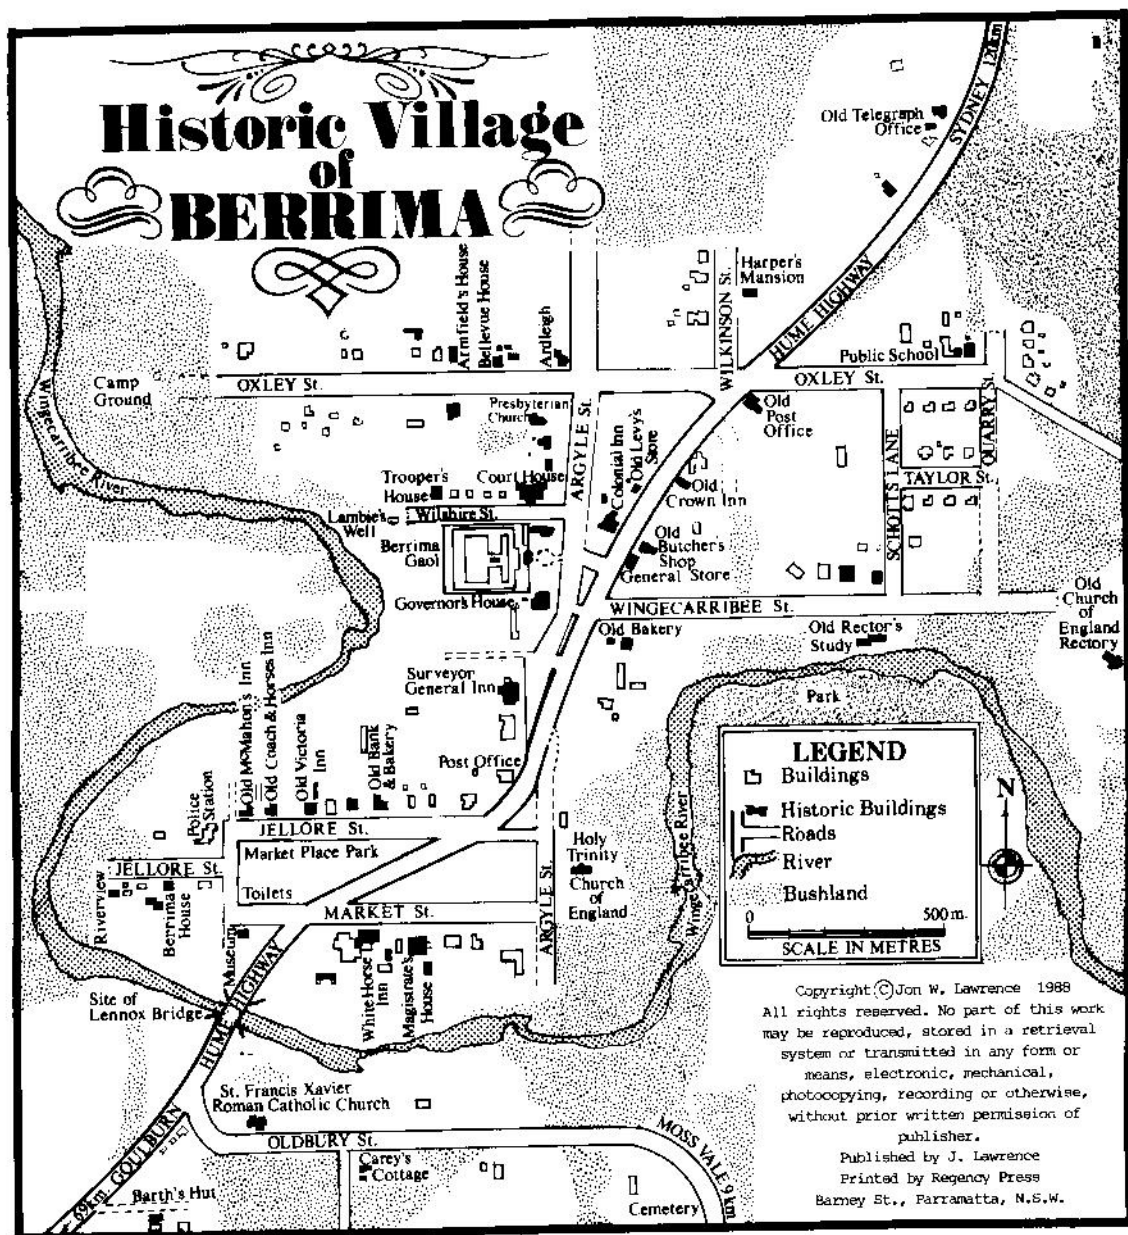 Historic Village
of
BERRIMA
SYDNEY 120km
Old Telegraph
Office
Harper's
Mansion
WILKINSON St.
HUME HIGHWAY
Armfield's House
Bellevue House
Ardleigh
Public School
Camp
Ground
OXLEY St.
OXLEY St.
Wingecarribee River
Presbyterian
Church
ARGYLE St.
Colonial Inn
Old Levy's
Store
Old
Post
Office
QUARRY St.
SCHOTTS LANE
TAYLOR St.
Trooper's
House
Court House
Old
Crown Inn
Lambie's
Well
Wilshire St.
Berrima
Gaol
Old
Butcher's
Shop
General Store
Governor's House
WINGECARRIBEE St.
Old
Church
of
England
Rectory
Old Bakery
Old Rector's
Study
Surveyor
General Inn
Park
Old McMahon's Inn
Old Coach & Horses Inn
Old Victoria
Inn
Old Bank
& Bakery
Post Office
Police
Station
JELLORE St.
Market Place Park
JELLORE St.
Toilets
Holy
Trinity
Church
of
England
ARGYLE St.
Wingecarribee River
MARKET St.
Riverview
Berrima
House
Museum
White Horse
Inn
Magistrate's
House
Site of
Lennox Bridge
HUME HIGHWAY
LEGEND
Buildings
Historic Buildings
Roads
River
Bushland
0 500 m.
SCALE IN METRES
N
St. Francis Xavier
Roman Catholic Church
OLDBURY St.
MOSS VALE 9 km
69km. GOULBURN
Carey's
Cottage
Barth's Hut
Cemetery
Copyright © Jon W. Lawrence 1988
All rights reserved. No part of this work
may be reproduced, stored in a retrieval
system or transmitted in any form or
means, electronic, mechanical,
photocopying, recording or otherwise,
without prior written permission of
publisher.
Published by J. Lawrence
Printed by Regency Press
Barney St., Parramatta, N.S.W.